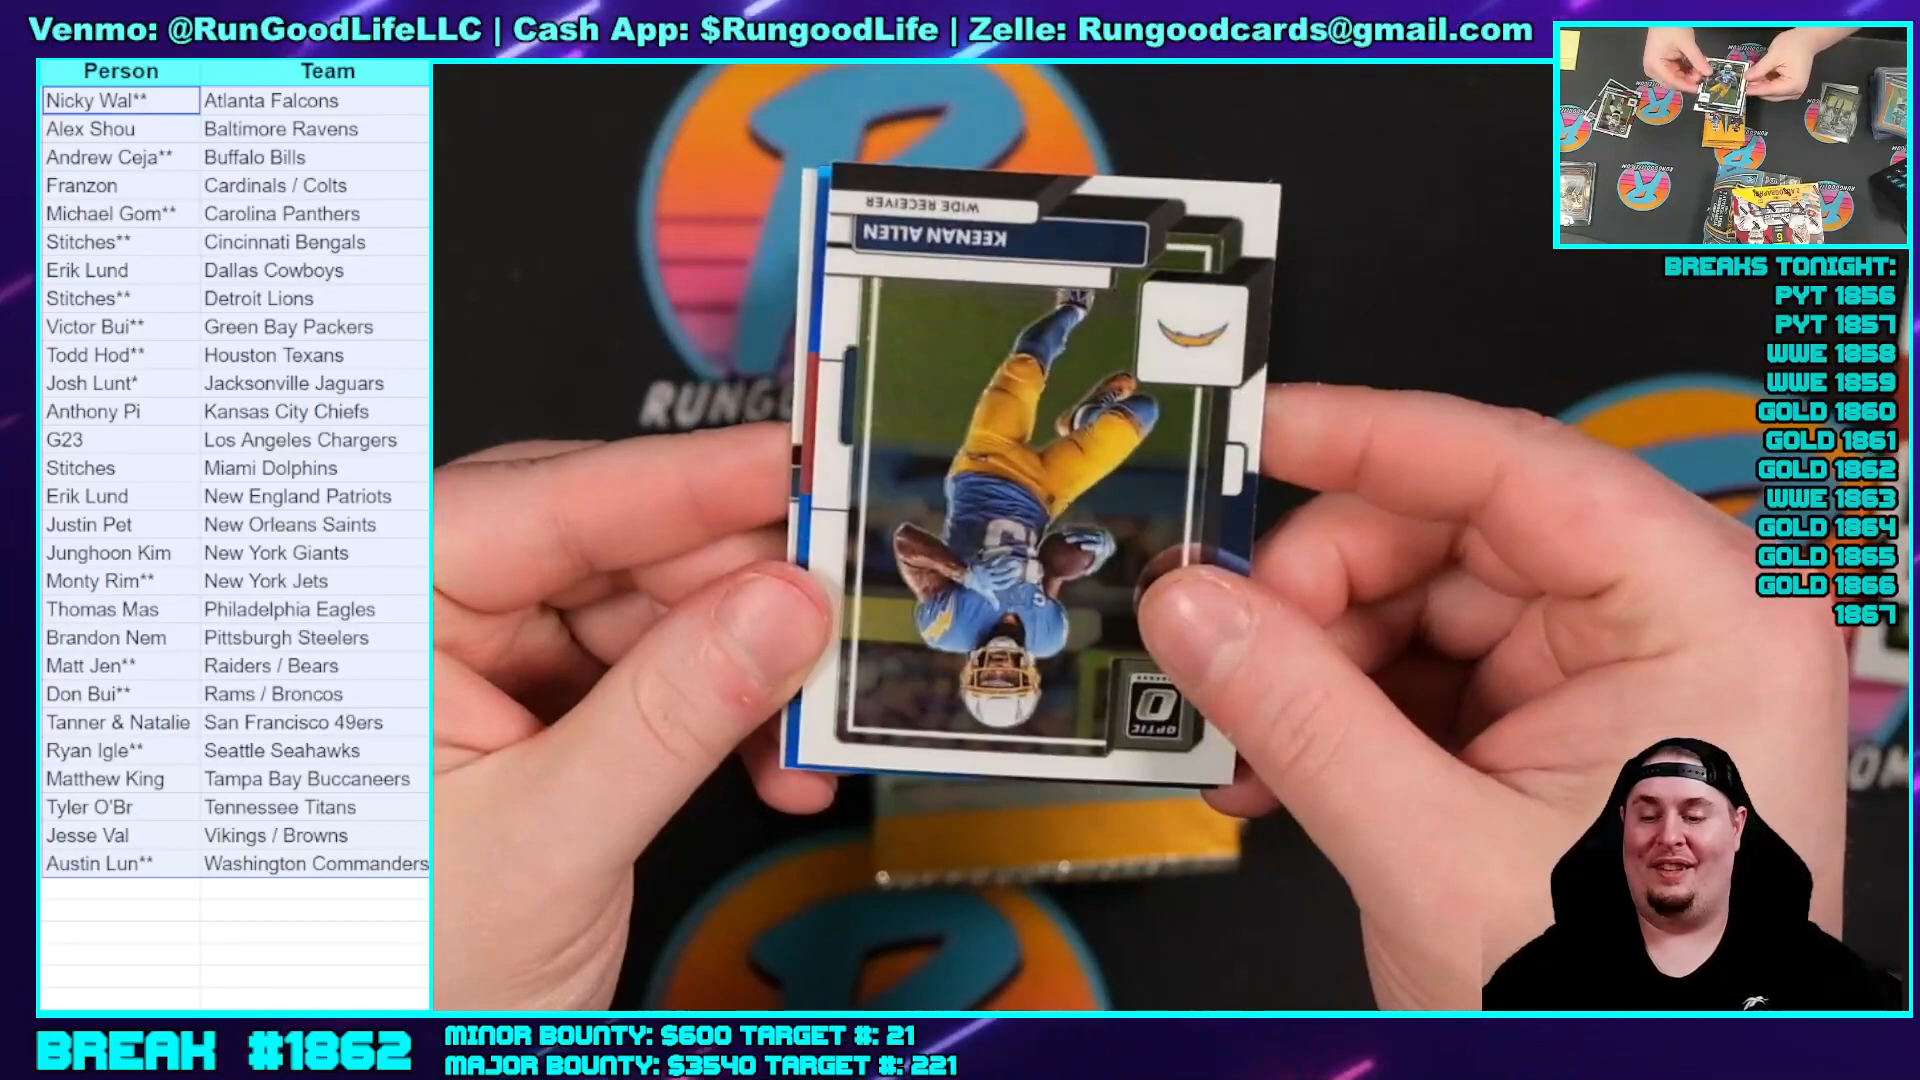 Venmo: @RunGoodLifeLLC | Cash App: $RungoodLife | Zelle: Rungoodcards@gmail.com
Person Team
Nicky Wal** Atlanta Falcons
Alex Shou Baltimore Ravens
Andrew Ceja** Buffalo Bills
Franzon Cardinals / Colts
Michael Gom** Carolina Panthers
Stitches** Cincinnati Bengals
Erik Lund Dallas Cowboys
Stitches** Detroit Lions
Victor Bui** Green Bay Packers
Todd Hod** Houston Texans
Josh Lunt* Jacksonville Jaguars
Anthony Pi Kansas City Chiefs
G23 Los Angeles Chargers
Stitches Miami Dolphins
Erik Lund New England Patriots
Justin Pet New Orleans Saints
Junghoon Kim New York Giants
Monty Rim** New York Jets
Thomas Mas Philadelphia Eagles
Brandon Nem Pittsburgh Steelers
Matt Jen** Raiders / Bears
Don Bui** Rams / Broncos
Tanner & Natalie San Francisco 49ers
Ryan Igle** Seattle Seahawks
Matthew King Tampa Bay Buccaneers
Tyler O'Br Tennessee Titans
Jesse Val Vikings / Browns
Austin Lun** Washington Commanders
WIDE RECEIVER
KEENAN ALLEN
OPTIC
BREAKS TONIGHT:
PYT 1856
PYT 1857
WWE 1858
WWE 1859
GOLD 1860
GOLD 1861
GOLD 1862
WWE 1863
GOLD 1864
GOLD 1865
GOLD 1866
1867
BREAK #1862
MINOR BOUNTY: $600 TARGET #: 21
MAJOR BOUNTY: $3540 TARGET #: 221